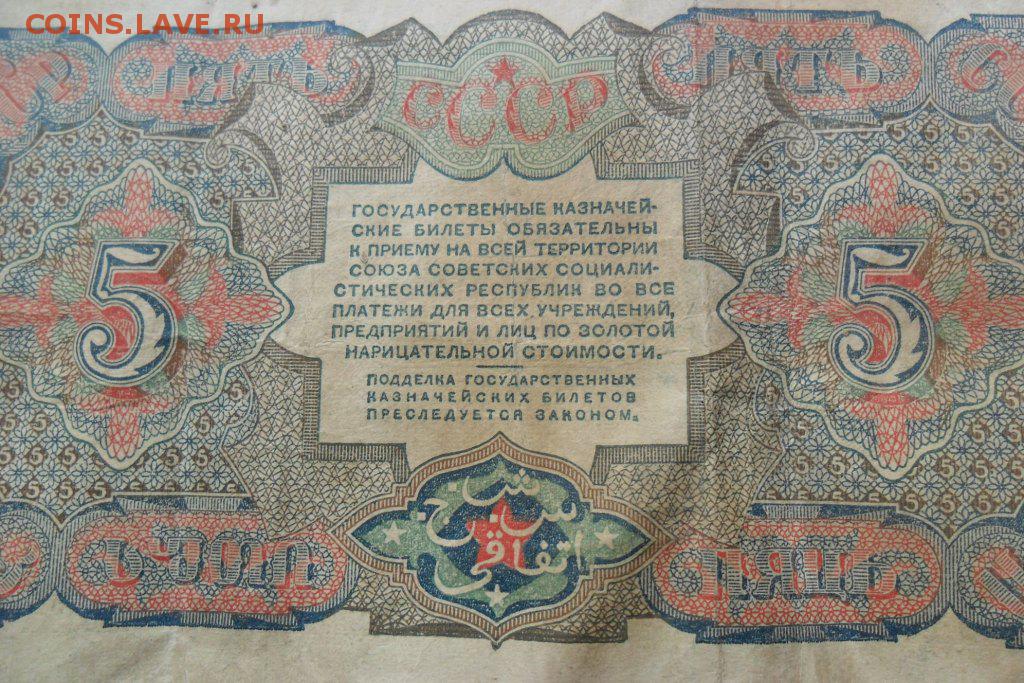 COINS.LAVE.RU
ПЯТЬ ПЯТЬ
СССР
ГОСУДАРСТВЕННЫЕ КАЗНАЧЕЙ-
СКИЕ БИЛЕТЫ ОБЯЗАТЕЛЬНЫ
К ПРИЕМУ НА ВСЕЙ ТЕРРИТОРИИ
СОЮЗА СОВЕТСКИХ СОЦИАЛИ-
СТИЧЕСКИХ РЕСПУБЛИК ВО ВСЕ
ПЛАТЕЖИ ДЛЯ ВСЕХ УЧРЕЖДЕНИЙ,
ПРЕДПРИЯТИЙ И ЛИЦ ПО ЗОЛОТОЙ
НАРИЦАТЕЛЬНОЙ СТОИМОСТИ.
5 5
ПОДДЕЛКА ГОСУДАРСТВЕННЫХ
КАЗНАЧЕЙСКИХ БИЛЕТОВ
ПРЕСЛЕДУЕТСЯ ЗАКОНОМ.
اتفاقى
ПЯТЬ